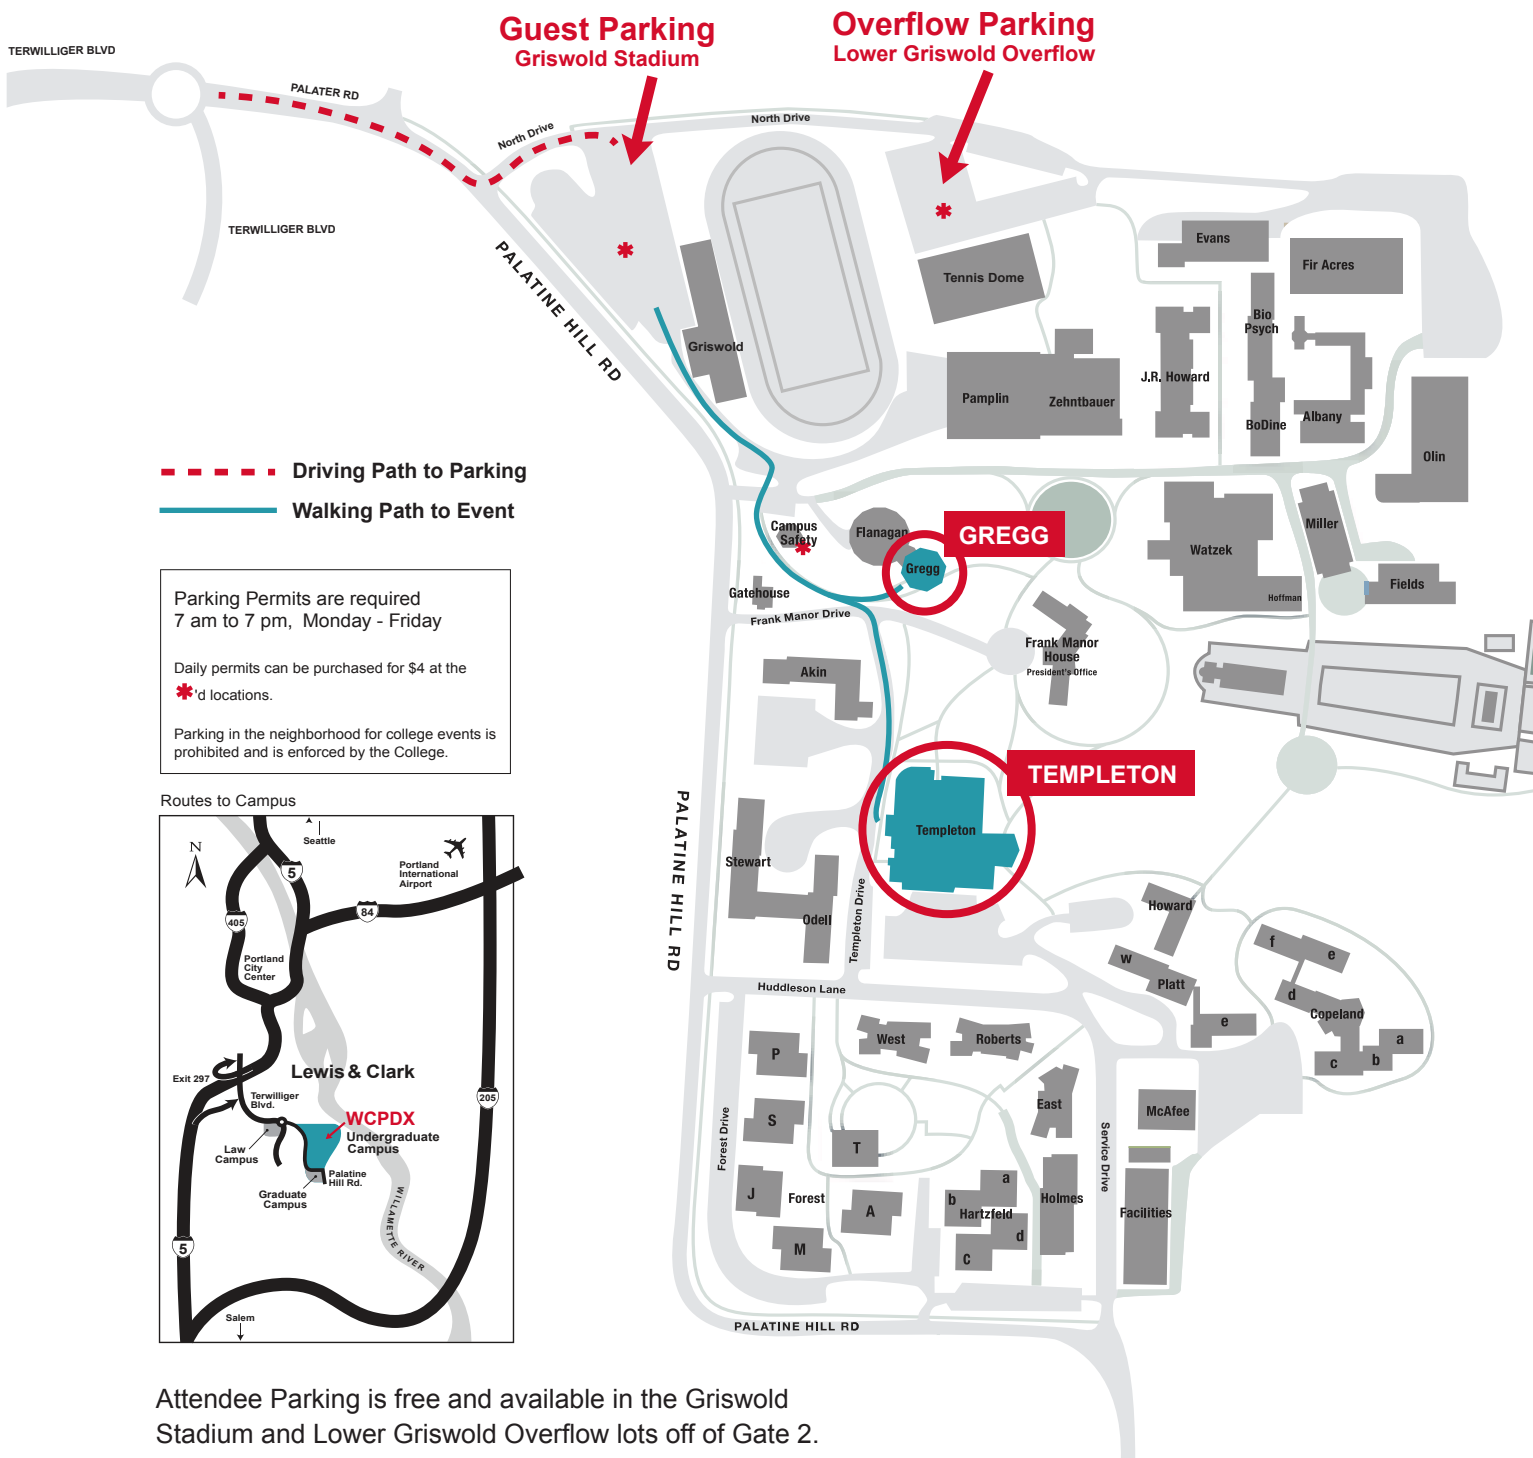 Guest Parking
Griswold Stadium
Overflow Parking
Lower Griswold Overflow
TERWILLIGER BLVD
TERWILLIGER BLVD
PALATER RD
North Drive
North Drive
TERWILLIGER BLVD
PALATINE HILL RD
Evans
Fir Acres
Tennis Dome
Bio
Psych
Griswold
J.R. Howard
Pamplin
Zehntbauer
BoDine
Albany
Olin
Driving Path to Parking
Walking Path to Event
Campus
Safety
Flanagan
GREGG
Gregg
Watzek
Miller
Hoffman
Fields
Gatehouse
Frank Manor Drive
Frank Manor
House
President's Office
Akin
Parking Permits are required
7 am to 7 pm, Monday - Friday
Daily permits can be purchased for $4 at the
✱'d locations.
Parking in the neighborhood for college events is
prohibited and is enforced by the College.
TEMPLETON
Templeton
PALATINE HILL RD
Stewart
Odell
Templeton Drive
Howard
w
Platt
e
f
e
d
Copeland
a
b
c
Huddleson Lane
West
Roberts
P
S
T
J
Forest
A
M
Forest Drive
East
McAfee
Service Drive
a
b
Hartzfeld
d
C
Holmes
Facilities
PALATINE HILL RD
Routes to Campus
N
Seattle
5
Portland
International
Airport
405
84
Portland
City
Center
Exit 297
Lewis & Clark
Terwilliger
Blvd.
205
WCPDX
Undergraduate
Campus
Law
Campus
Palatine
Hill Rd.
Graduate
Campus
WILLAMETTE RIVER
5
Salem
Attendee Parking is free and available in the Griswold
Stadium and Lower Griswold Overflow lots off of Gate 2.